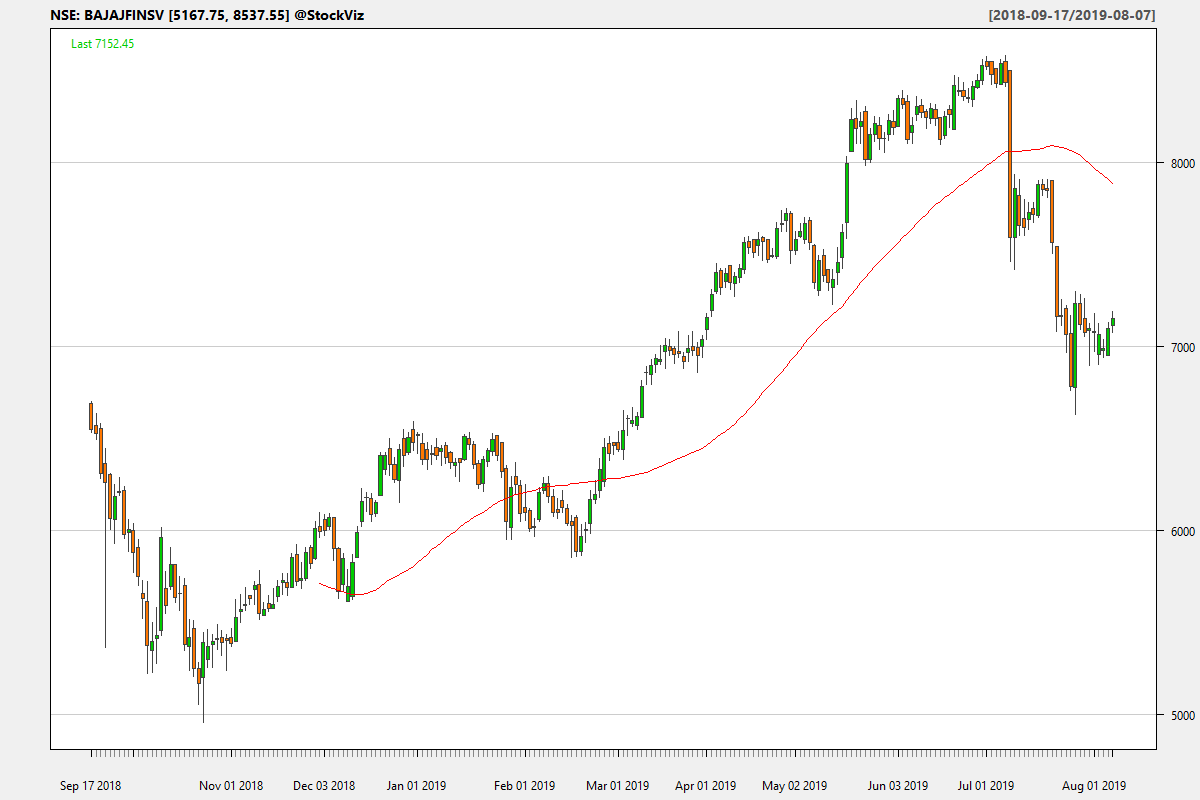 NSE: BAJAJFINSV [5167.75, 8537.55] @StockViz [2018-09-17/2019-08-07]
Last 7152.45
8000
7000
6000
5000
Sep 17 2018 Nov 01 2018 Dec 03 2018 Jan 01 2019 Feb 01 2019 Mar 01 2019 Apr 01 2019 May 02 2019 Jun 03 2019 Jul 01 2019 Aug 01 2019